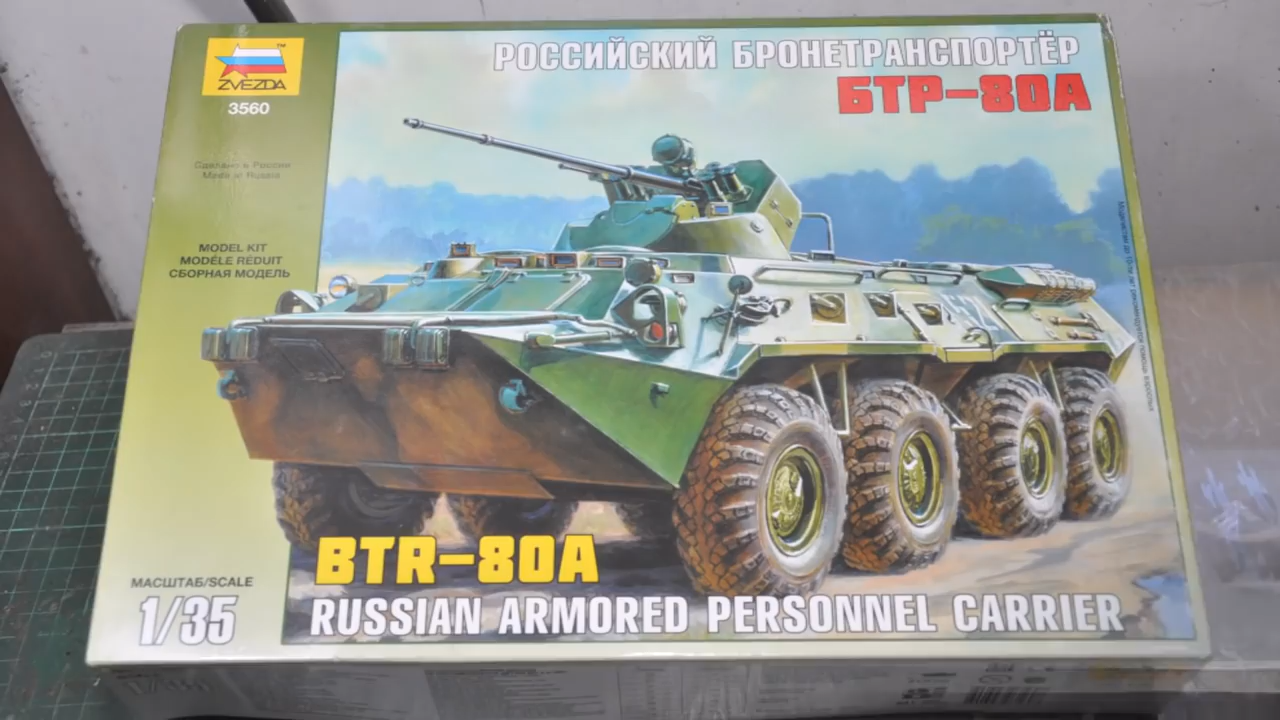 ZVEZDA
™
3560
Сделано в России
Made in Russia
MODEL KIT
MODÈLE RÉDUIT
СБОРНАЯ МОДЕЛЬ
МАСШТАБ/SCALE
1/35
РОССИЙСКИЙ БРОНЕТРАНСПОРТЁР
БТР-80А
BTR-80A
RUSSIAN ARMORED PERSONNEL CARRIER